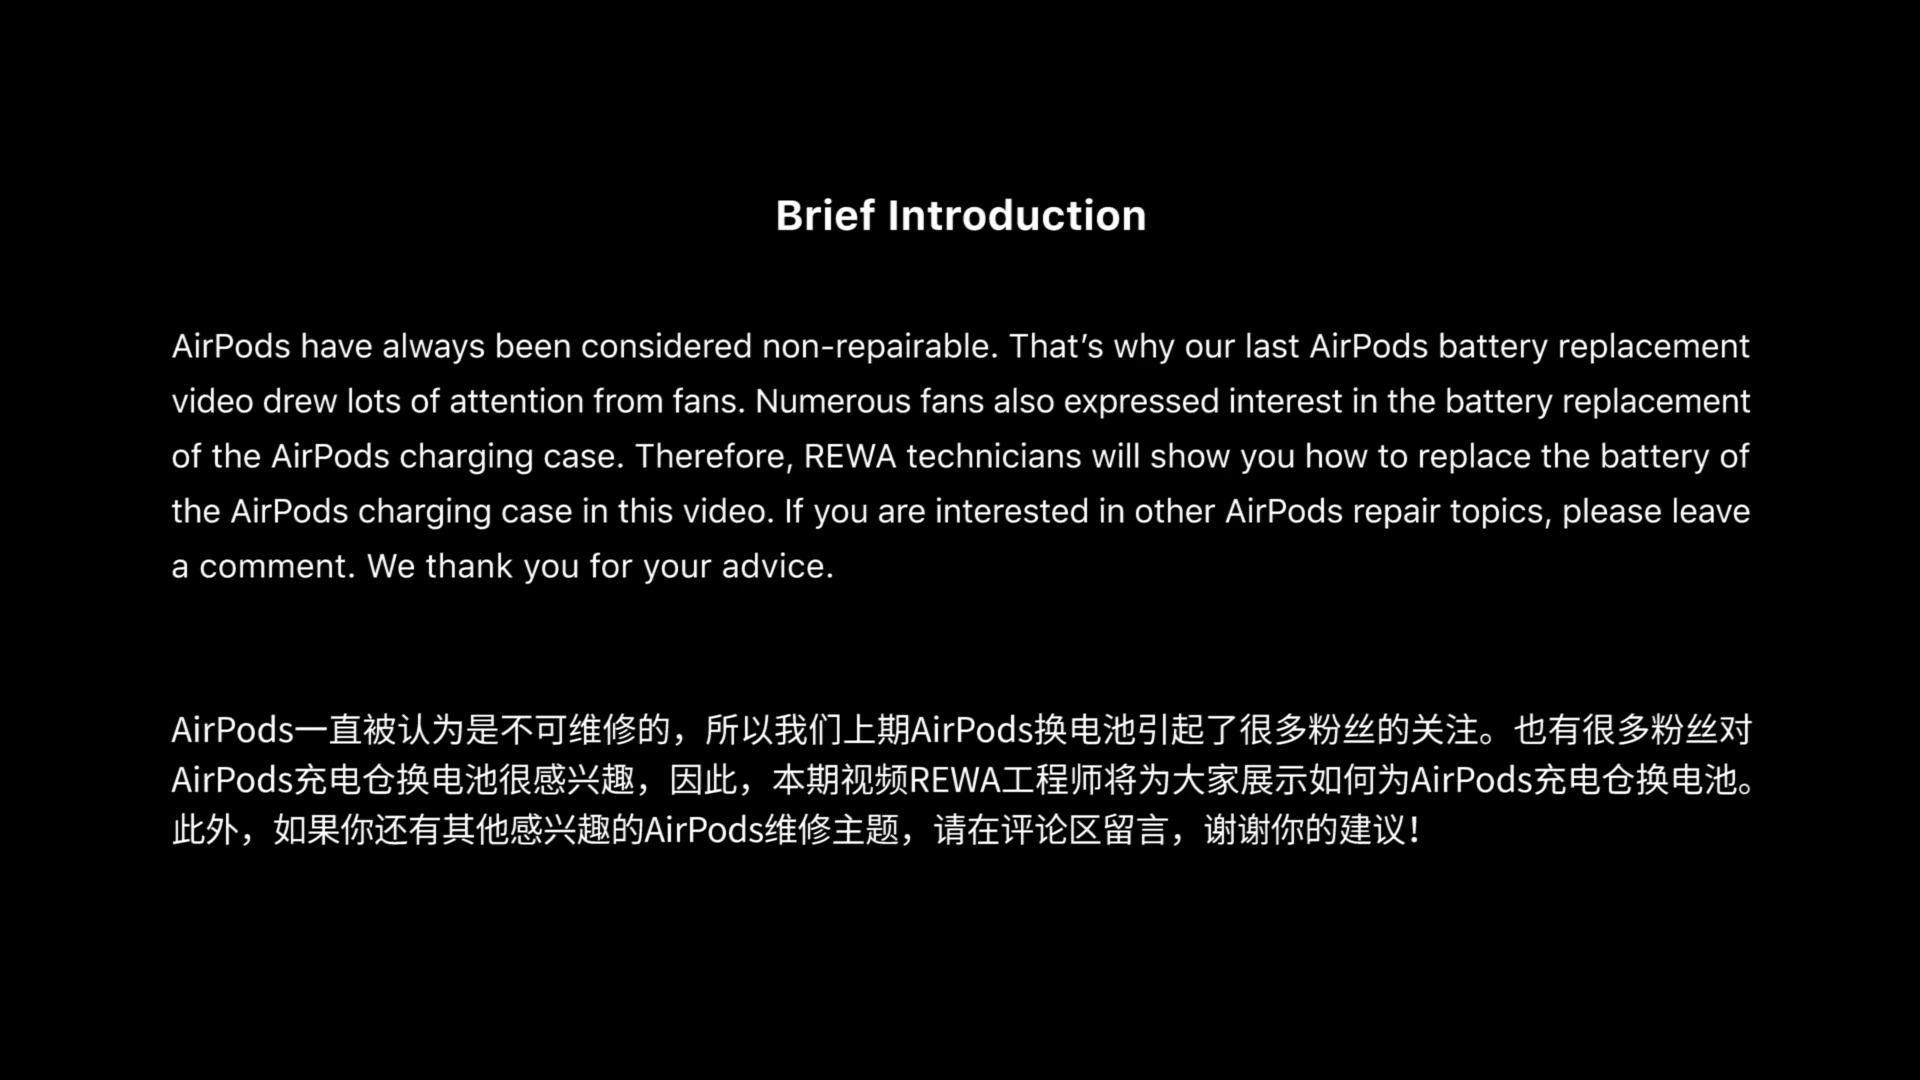 Brief Introduction
AirPods have always been considered non-repairable. That’s why our last AirPods battery replacement
video drew lots of attention from fans. Numerous fans also expressed interest in the battery replacement
of the AirPods charging case. Therefore, REWA technicians will show you how to replace the battery of
the AirPods charging case in this video. If you are interested in other AirPods repair topics, please leave
a comment. We thank you for your advice.
AirPods一直被认为是不可维修的，所以我们上期AirPods换电池引起了很多粉丝的关注。也有很多粉丝对
AirPods充电仓换电池很感兴趣，因此，本期视频REWA工程师将为大家展示如何为AirPods充电仓换电池。
此外，如果你还有其他感兴趣的AirPods维修主题，请在评论区留言，谢谢你的建议！